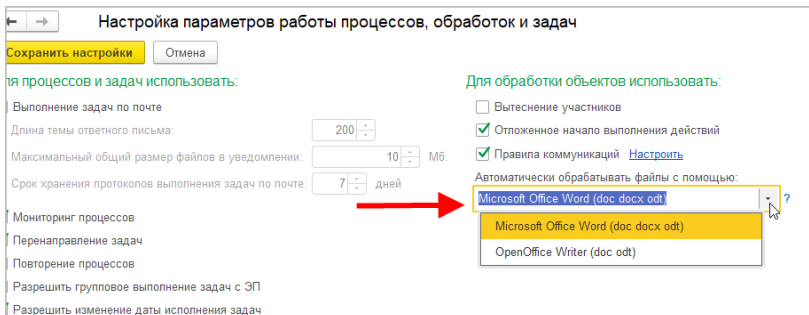 Настройка параметров работы процессов, обработок и задач
Сохранить настройки Отмена
ля процессов и задач использовать:
Выполнение задач по почте
Длина темы ответного письма: 200
Максимальный общий размер файлов в уведомлении: 10 Мб.
Срок хранения протоколов выполнения задач по почте: 7 дней
Мониторинг процессов
Перенаправление задач
Повторение процессов
Разрешить групповое выполнение задач с ЭП
Разрешить изменение даты исполнения задач
Для обработки объектов использовать:
Вытеснение участников
Отложенное начало выполнения действий
Правила коммуникаций Настроить
Автоматически обрабатывать файлы с помощью:
Microsoft Office Word (doc docx odt) ?
Microsoft Office Word (doc docx odt)
OpenOffice Writer (doc odt)